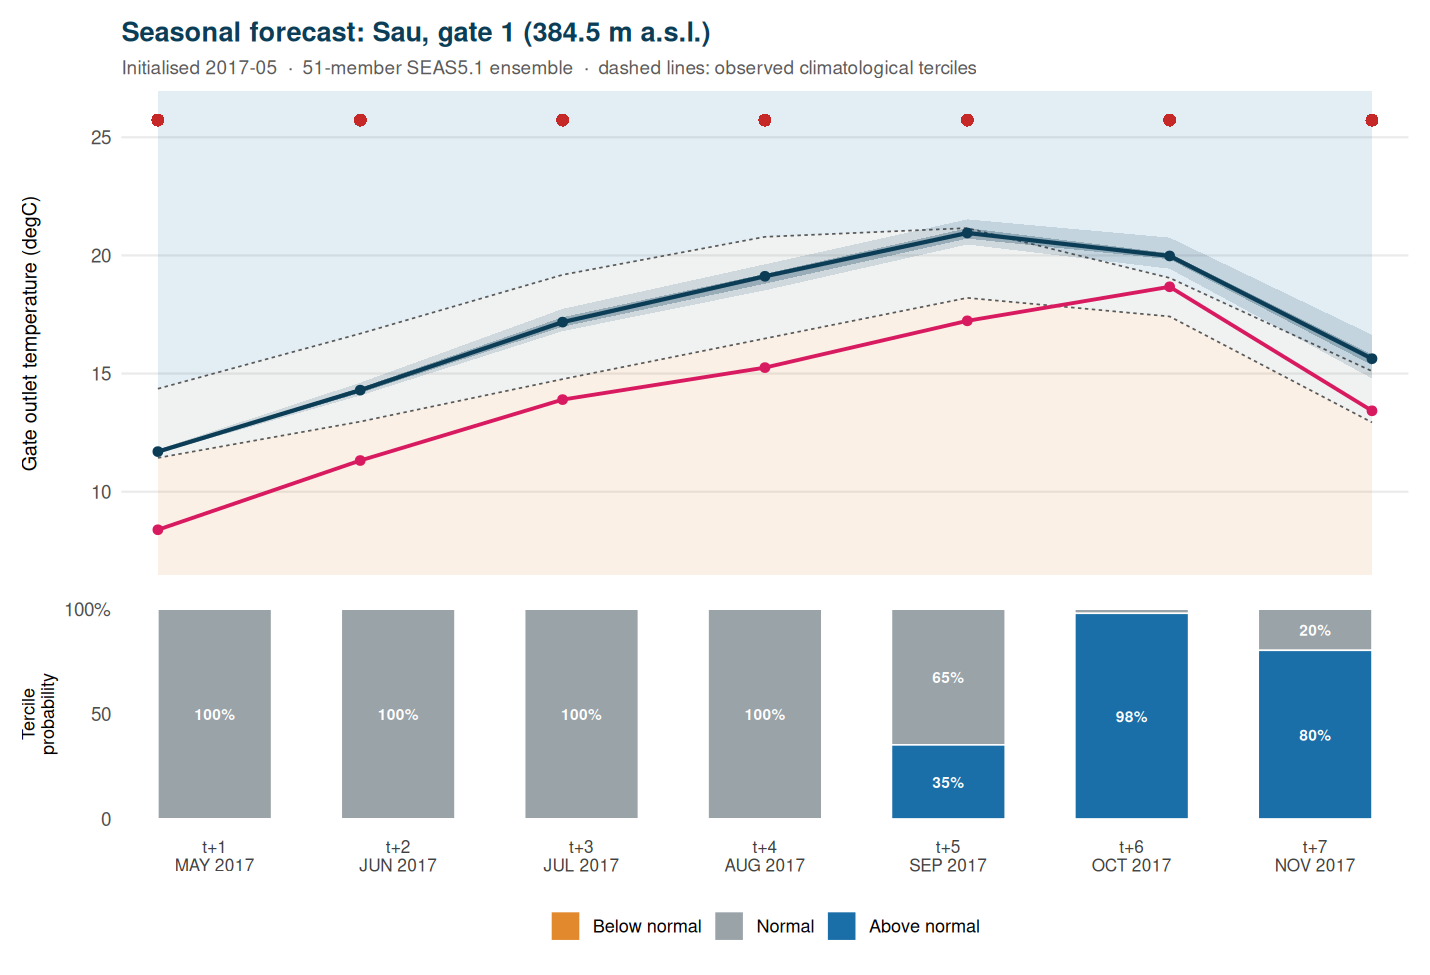 Seasonal forecast: Sau, gate 1 (384.5 m a.s.l.)
Initialised 2017-05 · 51-member SEAS5.1 ensemble · dashed lines: observed climatological terciles
Gate outlet temperature (degC)
25
20
15
10
Tercile
probability
100%
50
0
100%
100%
100%
100%
65%
35%
98%
20%
80%
t+1
MAY 2017
t+2
JUN 2017
t+3
JUL 2017
t+4
AUG 2017
t+5
SEP 2017
t+6
OCT 2017
t+7
NOV 2017
Below normal
Normal
Above normal